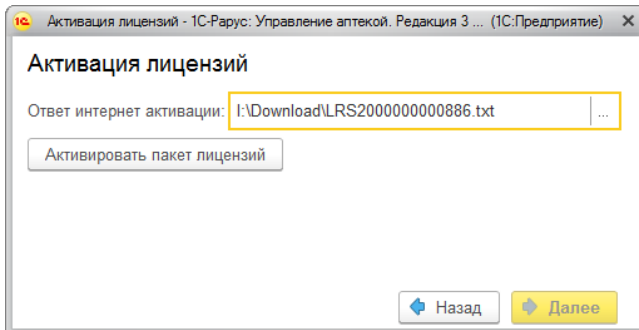 Активация лицензий - 1С-Рарус: Управление аптекой. Редакция 3 ... (1С:Предприятие)
Активация лицензий
Ответ интернет активации: I:\Download\LRS2000000000886.txt ...
Активировать пакет лицензий
Назад Далее